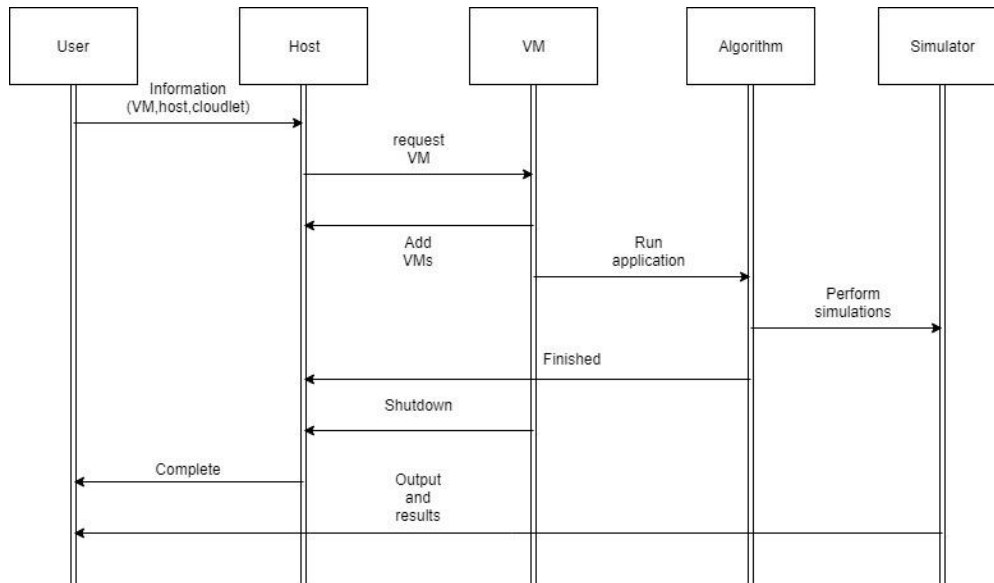 User
Host
VM
Algorithm
Simulator
Information
(VM,host,cloudlet)
request
VM
Add
VMs
Run
application
Perform
simulations
Finished
Shutdown
Complete
Output
and
results